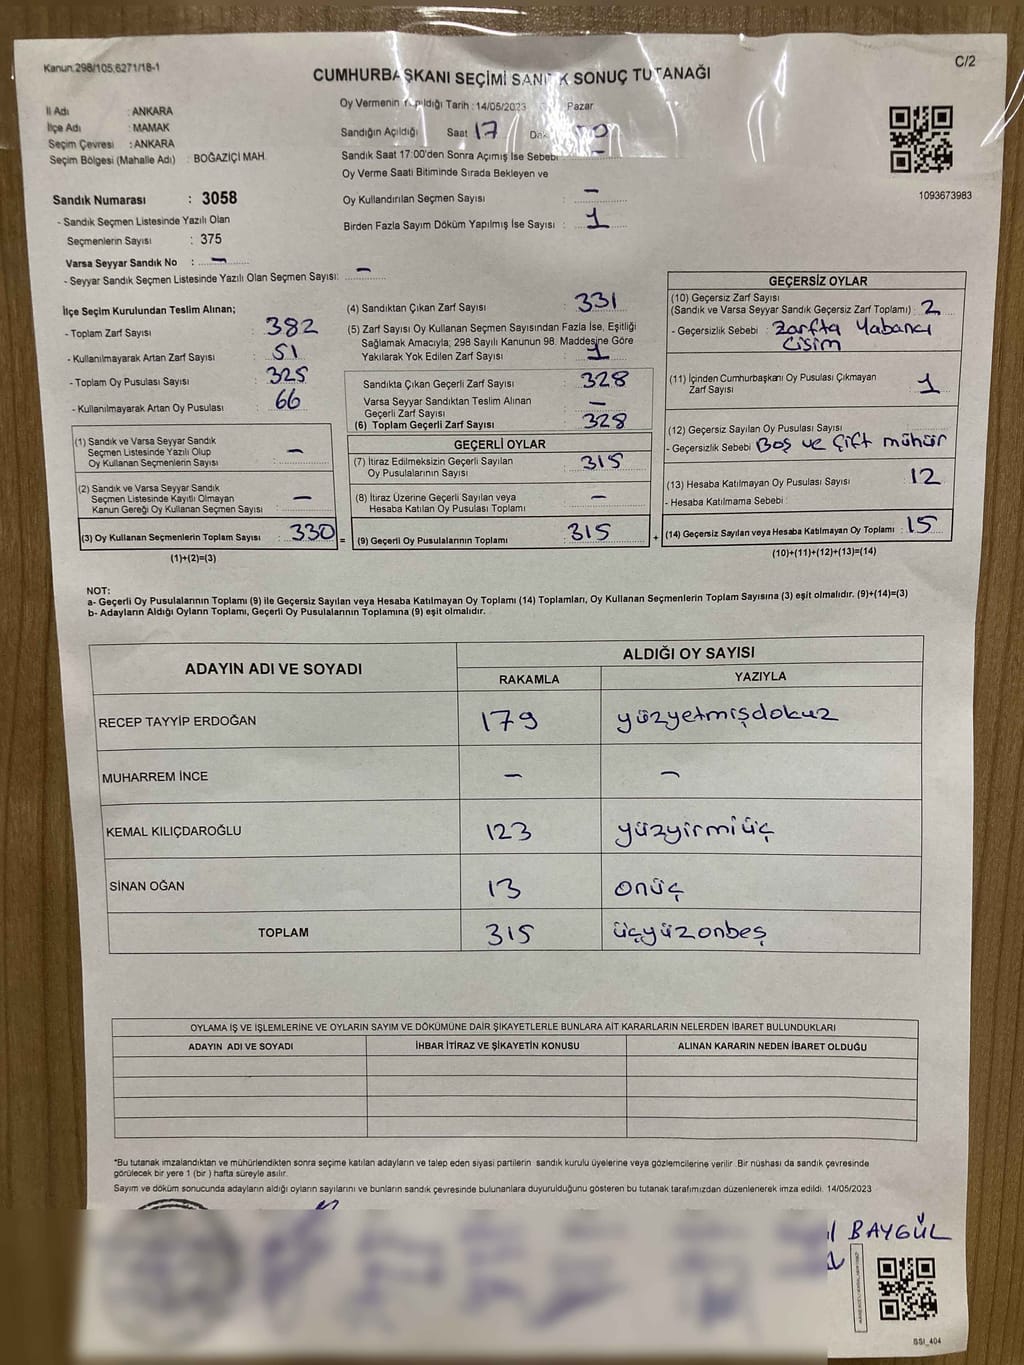 Kanun:298/105,6271/18-1
C/2
CUMHURBAŞKANI SEÇİMİ SANDIK SONUÇ TUTANAĞI
İl Adı : ANKARA
İlçe Adı : MAMAK
Seçim Çevresi : ANKARA
Seçim Bölgesi (Mahalle Adı) : BOĞAZİÇİ MAH.
Oy Vermenin Yapıldığı Tarih : 14/05/2023 Pazar
Sandığın Açıldığı Saat 17
Sandık Saat 17:00'den Sonra Açımış İse Sebebi –
Oy Verme Saati Bitiminde Sırada Bekleyen ve
Oy Kullandırılan Seçmen Sayısı : –
Birden Fazla Sayım Döküm Yapılmış İse Sayısı : 1
1093673983
Sandık Numarası : 3058
- Sandık Seçmen Listesinde Yazılı Olan
Seçmenlerin Sayısı : 375
Varsa Seyyar Sandık No : –
- Seyyar Sandık Seçmen Listesinde Yazılı Olan Seçmen Sayısı: –
İlçe Seçim Kurulundan Teslim Alınan;
- Toplam Zarf Sayısı : 382
- Kullanılmayarak Artan Zarf Sayısı : 51
- Toplam Oy Pusulası Sayısı : 325
- Kullanılmayarak Artan Oy Pusulası : 66
(1) Sandık ve Varsa Seyyar Sandık
Seçmen Listesinde Yazılı Olup
Oy Kullanan Seçmenlerin Sayısı : –
(2) Sandık ve Varsa Seyyar Sandık
Seçmen Listesinde Kayıtlı Olmayan
Kanun Gereği Oy Kullanan Seçmen Sayısı : –
(3) Oy Kullanan Seçmenlerin Toplam Sayısı : 330 =
(1)+(2)=(3)
(4) Sandıktan Çıkan Zarf Sayısı : 331
(5) Zarf Sayısı Oy Kullanan Seçmen Sayısından Fazla İse, Eşitliği
Sağlamak Amacıyla; 298 Sayılı Kanunun 98. Maddesine Göre
Yakılarak Yok Edilen Zarf Sayısı : 1
Sandıkta Çıkan Geçerli Zarf Sayısı : 328
Varsa Seyyar Sandıktan Teslim Alınan
Geçerli Zarf Sayısı : –
(6) Toplam Geçerli Zarf Sayısı : 328
GEÇERLİ OYLAR
(7) İtiraz Edilmeksizin Geçerli Sayılan
Oy Pusulalarının Sayısı : 315
(8) İtiraz Üzerine Geçerli Sayılan veya
Hesaba Katılan Oy Pusulası Toplamı : –
(9) Geçerli Oy Pusulalarının Toplamı : 315 +
GEÇERSİZ OYLAR
(10) Geçersiz Zarf Sayısı
(Sandık ve Varsa Seyyar Sandık Geçersiz Zarf Toplamı) : 2
- Geçersizlik Sebebi : Zarfta Yabancı
Cisim
(11) İçinden Cumhurbaşkanı Oy Pusulası Çıkmayan
Zarf Sayısı : 1
(12) Geçersiz Sayılan Oy Pusulası Sayısı :
- Geçersizlik Sebebi : Boş ve Çift mühür
(13) Hesaba Katılmayan Oy Pusulası Sayısı : 12
- Hesaba Katılmama Sebebi :
(14) Geçersiz Sayılan veya Hesaba Katılmayan Oy Toplamı : 15
(10)+(11)+(12)+(13)=(14)
NOT:
a- Geçerli Oy Pusulalarının Toplamı (9) ile Geçersiz Sayılan veya Hesaba Katılmayan Oy Toplamı (14) Toplamları, Oy Kullanan Seçmenlerin Toplam Sayısına (3) eşit olmalıdır. (9)+(14)=(3)
b- Adayların Aldığı Oyların Toplamı, Geçerli Oy Pusulalarının Toplamına (9) eşit olmalıdır.
ADAYIN ADI VE SOYADI
ALDIĞI OY SAYISI
RAKAMLA YAZIYLA
RECEP TAYYİP ERDOĞAN 179 yüzyetmişdokuz
MUHARREM İNCE – –
KEMAL KILIÇDAROĞLU 123 yüzyirmiüç
SİNAN OĞAN 13 onüç
TOPLAM 315 üçyüzonbeş
OYLAMA İŞ VE İŞLEMLERİNE VE OYLARIN SAYIM VE DÖKÜMÜNE DAİR ŞİKAYETLERLE BUNLARA AİT KARARLARIN NELERDEN İBARET BULUNDUKLARI
ADAYIN ADI VE SOYADI İHBAR İTİRAZ VE ŞİKAYETİN KONUSU ALINAN KARARIN NEDEN İBARET OLDUĞU
*Bu tutanak imzalandıktan ve mühürlendikten sonra seçime katılan adayların ve talep eden siyasi partilerin sandık kurulu üyelerine veya gözlemcilerine verilir .Bir nüshası da sandık çevresinde
görülecek bir yere 1 (bir ) hafta süreyle asılır.
Sayım ve döküm sonucunda adayların aldığı oyların sayılarını ve bunların sandık çevresinde bulunanlara duyurulduğunu gösteren bu tutanak tarafımızdan düzenlenerek imza edildi. 14/05/2023
BAYGÜL
SSI_404